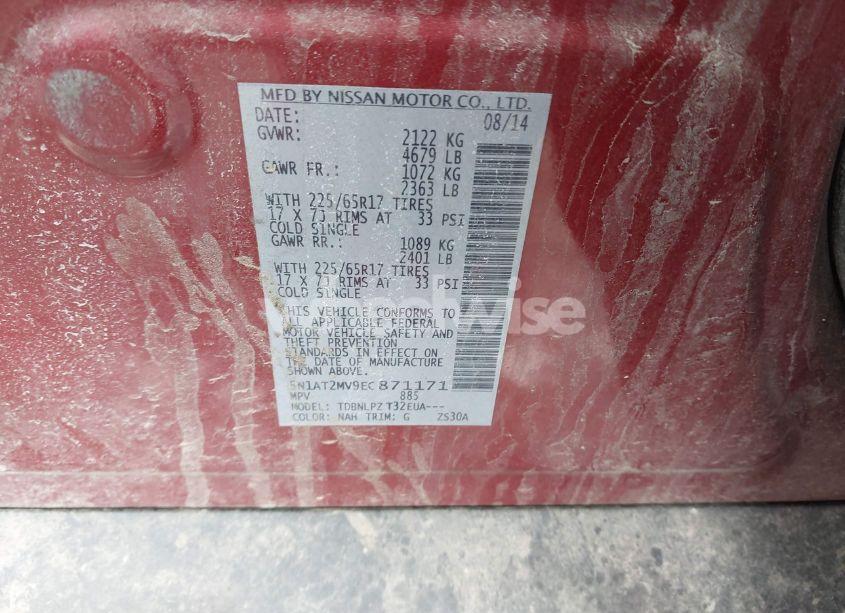 MFD BY NISSAN MOTOR CO., LTD.
DATE: 08/14
GVWR: 2122 KG
4679 LB
GAWR FR.: 1072 KG
2363 LB
WITH 225/65R17 TIRES
17 X 7J RIMS AT 33 PSI
COLD SINGLE
GAWR RR.: 1089 KG
2401 LB
WITH 225/65R17 TIRES
17 X 7J RIMS AT 33 PSI
COLD SINGLE
THIS VEHICLE CONFORMS TO
ALL APPLICABLE FEDERAL
MOTOR VEHICLE SAFETY AND
THEFT PREVENTION
STANDARDS IN EFFECT ON
THE DATE OF MANUFACTURE
SHOWN ABOVE.
5N1AT2MV9EC871171
MPV 885
MODEL: TDBNLPZ T32EUA---
COLOR: NAH TRIM: G ZS30A